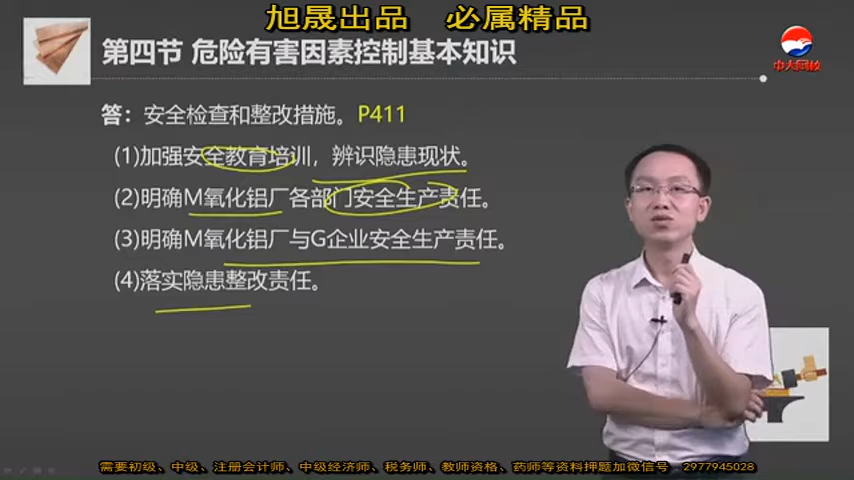 旭晟出品 必属精品
第四节 危险有害因素控制基本知识
中大网校
答：安全检查和整改措施。P411
(1)加强安全教育培训，辨识隐患现状。
(2)明确M氧化铝厂各部门安全生产责任。
(3)明确M氧化铝厂与G企业安全生产责任。
(4)落实隐患整改责任。
需要初级、中级、注册会计师、中级经济师、税务师、教师资格、药师等资料押题加微信号 2977945028